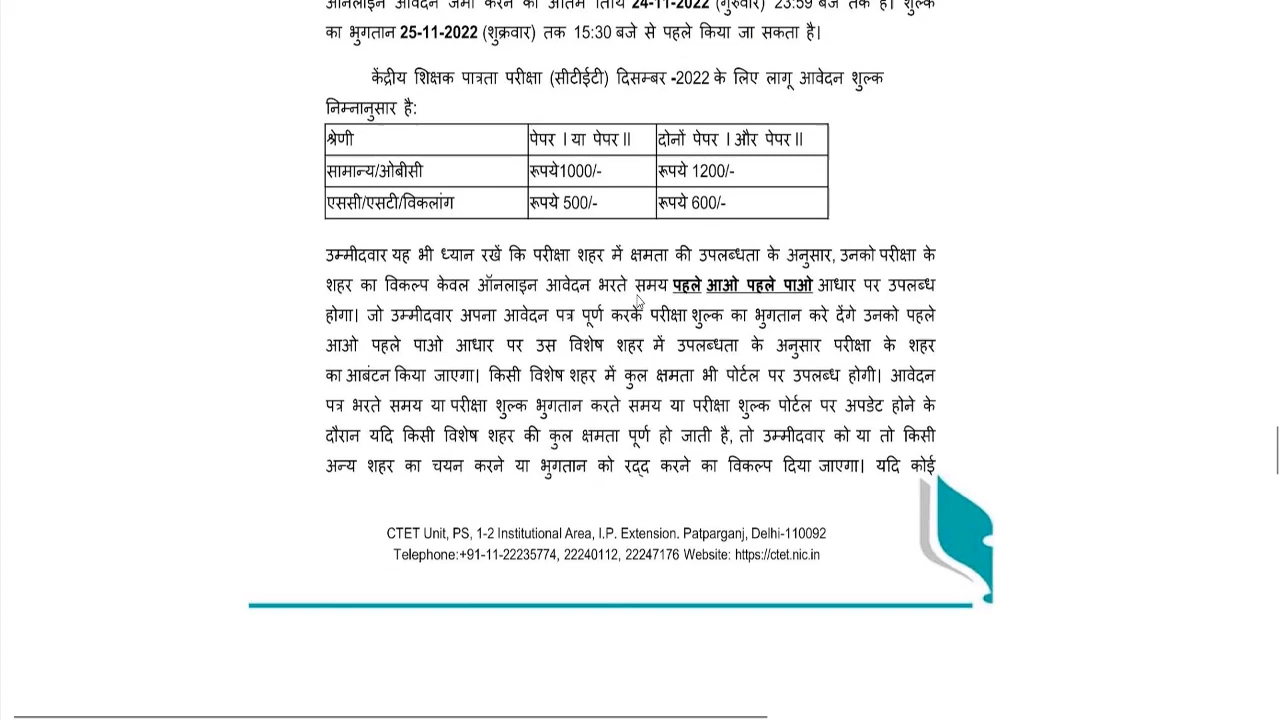 ऑनलाइन आवेदन जमा करने की अंतिम तिथि 24-11-2022 (गुरुवार) 23:59 बजे तक है। शुल्क
का भुगतान 25-11-2022 (शुक्रवार) तक 15:30 बजे से पहले किया जा सकता है।
केंद्रीय शिक्षक पात्रता परीक्षा (सीटीईटी) दिसम्बर -2022 के लिए लागू आवेदन शुल्क
निम्नानुसार है:
श्रेणी पेपर I या पेपर II दोनों पेपर I और पेपर II
सामान्य/ओबीसी रूपये1000/- रूपये 1200/-
एससी/एसटी/विकलांग रूपये 500/- रूपये 600/-
उम्मीदवार यह भी ध्यान रखें कि परीक्षा शहर में क्षमता की उपलब्धता के अनुसार, उनको परीक्षा के
शहर का विकल्प केवल ऑनलाइन आवेदन भरते समय पहले आओ पहले पाओ आधार पर उपलब्ध
होगा। जो उम्मीदवार अपना आवेदन पत्र पूर्ण करके परीक्षा शुल्क का भुगतान करे देंगे उनको पहले
आओ पहले पाओ आधार पर उस विशेष शहर में उपलब्धता के अनुसार परीक्षा के शहर
का आबंटन किया जाएगा। किसी विशेष शहर में कुल क्षमता भी पोर्टल पर उपलब्ध होगी। आवेदन
पत्र भरते समय या परीक्षा शुल्क भुगतान करते समय या परीक्षा शुल्क पोर्टल पर अपडेट होने के
दौरान यदि किसी विशेष शहर की कुल क्षमता पूर्ण हो जाती है, तो उम्मीदवार को या तो किसी
अन्य शहर का चयन करने या भुगतान को रद्द करने का विकल्प दिया जाएगा। यदि कोई
CTET Unit, PS, 1-2 Institutional Area, I.P. Extension. Patparganj, Delhi-110092
Telephone:+91-11-22235774, 22240112, 22247176 Website: https://ctet.nic.in